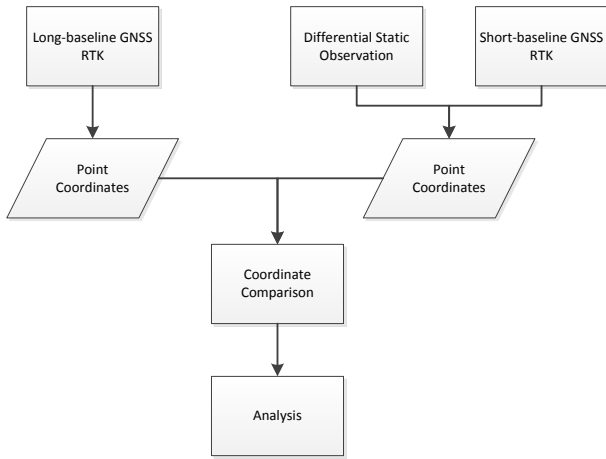 Long-baseline GNSS
RTK
Differential Static
Observation
Short-baseline GNSS
RTK
Point
Coordinates
Point
Coordinates
Coordinate
Comparison
Analysis